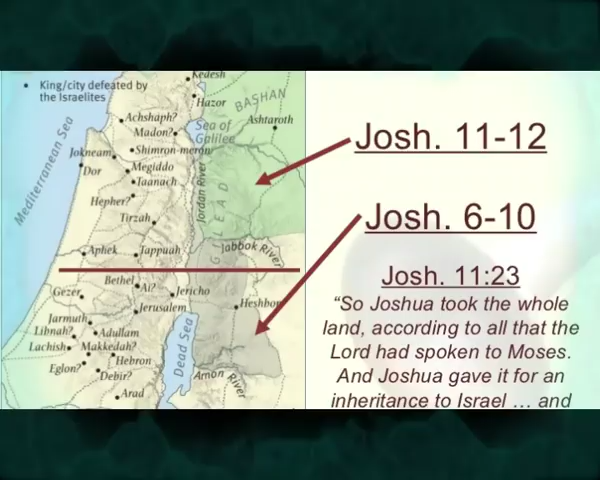 • King/city defeated by
the Israelites
Kedesh
Hazor
BASHAN
Achshaph?
Ashtaroth
Madon?
Sea of
Galilee
Mediterranean Sea
Jokneam
Shimron-meron
Dor
Megiddo
Taanach
Jordan River
Hepher?
GILEAD
Tirzah
Aphek
Tappuah
Jabbok River
Bethel
Ai?
Jericho
Gezer
Heshbon
Jerusalem
Jarmuth
Libnah?
Adullam
Lachish
Makkedah?
Dead Sea
Hebron
Eglon?
Debir?
Arnon River
Arad
Josh. 11-12
Josh. 6-10
Josh. 11:23
“So Joshua took the whole
land, according to all that the
Lord had spoken to Moses.
And Joshua gave it for an
inheritance to Israel … and